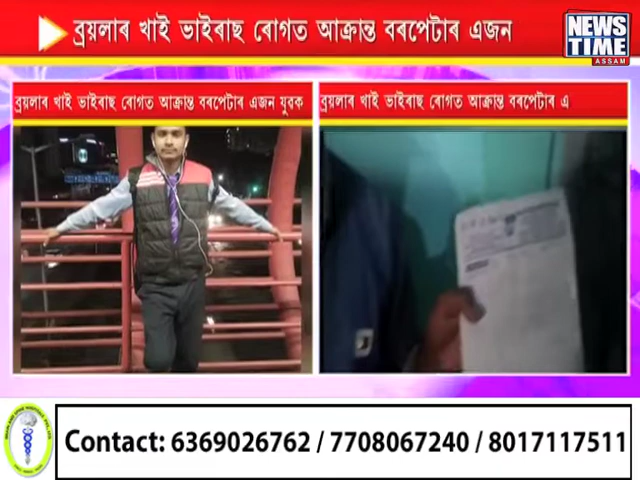 ব্ৰয়লাৰ খাই ভাইৰাছ ৰোগত আক্ৰান্ত বৰপেটাৰ এজন
NEWS
TIME
ASSAM
ব্ৰয়লাৰ খাই ভাইৰাছ ৰোগত আক্ৰান্ত বৰপেটাৰ এজন যুৱক
ব্ৰয়লাৰ খাই ভাইৰাছ ৰোগত আক্ৰান্ত বৰপেটাৰ এ
Contact: 6369026762 / 7708067240 / 8017117511